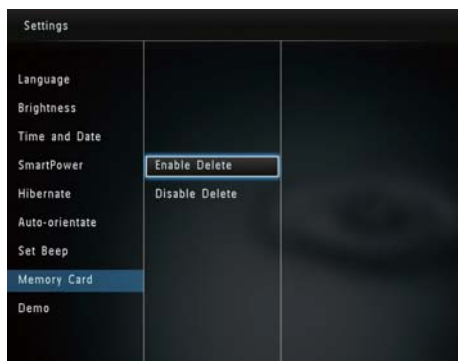 Settings
Language
Brightness
Time and Date
SmartPower
Hibernate
Auto-orientate
Set Beep
Memory Card
Demo
Enable Delete
Disable Delete